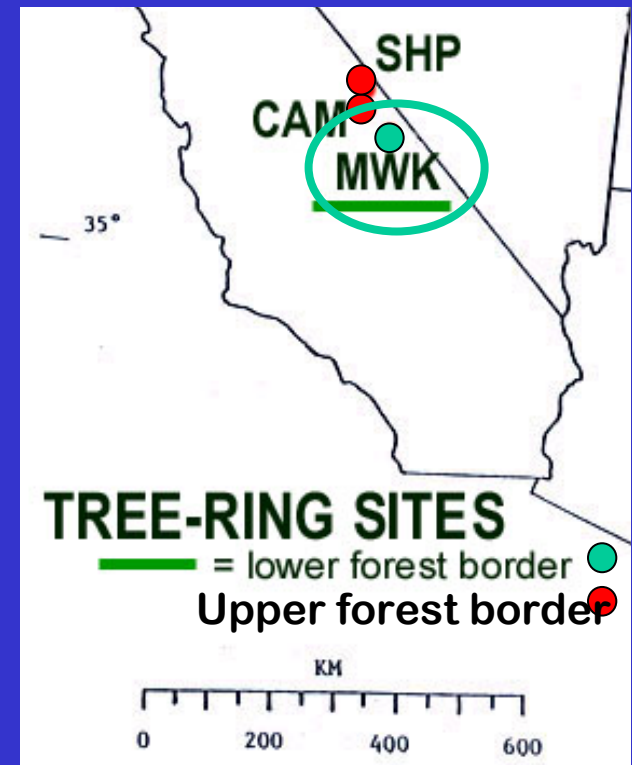 SHP
CAM
MWK
35°
TREE-RING SITES
= lower forest border
Upper forest border
KM
0 200 400 600